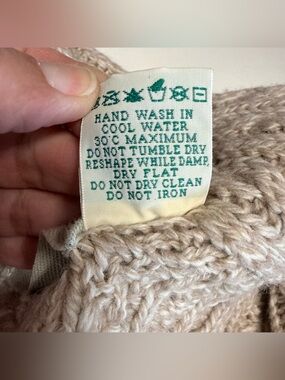 HAND WASH IN
COOL WATER
30°C MAXIMUM
DO NOT TUMBLE DRY
RESHAPE WHILE DAMP,
DRY FLAT
DO NOT DRY CLEAN
DO NOT IRON